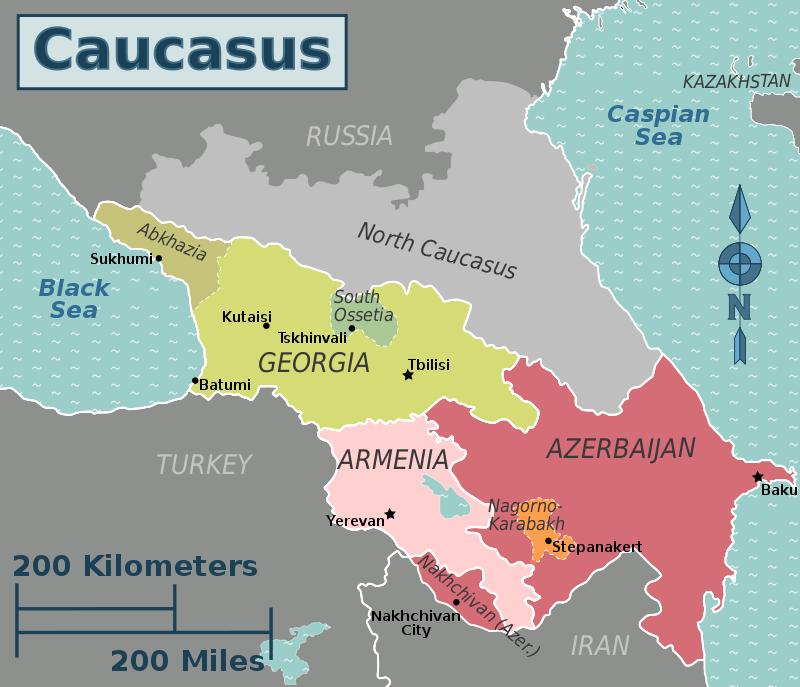 Caucasus
RUSSIA
KAZAKHSTAN
Caspian
Sea
North Caucasus
Abkhazia
Sukhumi
Black
Sea
South
Ossetia
Kutaisi
Tskhinvali
GEORGIA
Tbilisi
Batumi
N
TURKEY
ARMENIA
AZERBAIJAN
Baku
Nagorno-
Karabakh
Yerevan
Stepanakert
Nakhchivan (Azer.)
Nakhchivan
City
IRAN
200 Kilometers
200 Miles